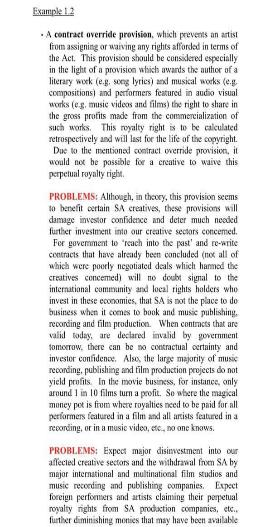 Example 1.2
• A contract override provision, which prevents an artist
from assigning or waiving any rights afforded in terms of
the Act. This provision should be considered especially
in the light of a provision which awards the author of a
literary work (e.g. song lyrics) and musical works (e.g.
compositions) and performers featured in audio visual
works (e.g. music videos and films) the right to share in
the gross profits made from the commercialization of
such works. This royalty right is to be calculated
retrospectively and will last for the life of the copyright.
Due to the mentioned contract override provision, it
would not be possible for a creative to waive this
perpetual royalty right.
PROBLEMS: Although, in theory, this provision seems
to benefit certain SA creatives, these provisions will
damage investor confidence and deter much needed
further investment into our creative sectors concerned.
For government to 'reach into the past' and re-write
contracts that have already been concluded (not all of
which were poorly negotiated deals which harmed the
creatives concerned) will no doubt signal to the
international community and local rights holders who
invest in these economies, that SA is not the place to do
business when it comes to book and music publishing,
recording and film production. When contracts that are
valid today, are declared invalid by government
tomorrow, there can be no contractual certainty and
investor confidence. Also, the large majority of music
recording, publishing and film production projects do not
yield profits. In the movie business, for instance, only
around 1 in 10 films turn a profit. So where the magical
money pot is from where royalties need to be paid for all
performers featured in a film and all artists featured in a
recording, or in a music video, etc., no one knows.
PROBLEMS: Expect major disinvestment into our
affected creative sectors and the withdrawal from SA by
major international and multinational film studios and
music recording and publishing companies. Expect
foreign performers and artists claiming their perpetual
royalty rights from SA production companies, etc.,
further diminishing monies that may have been available